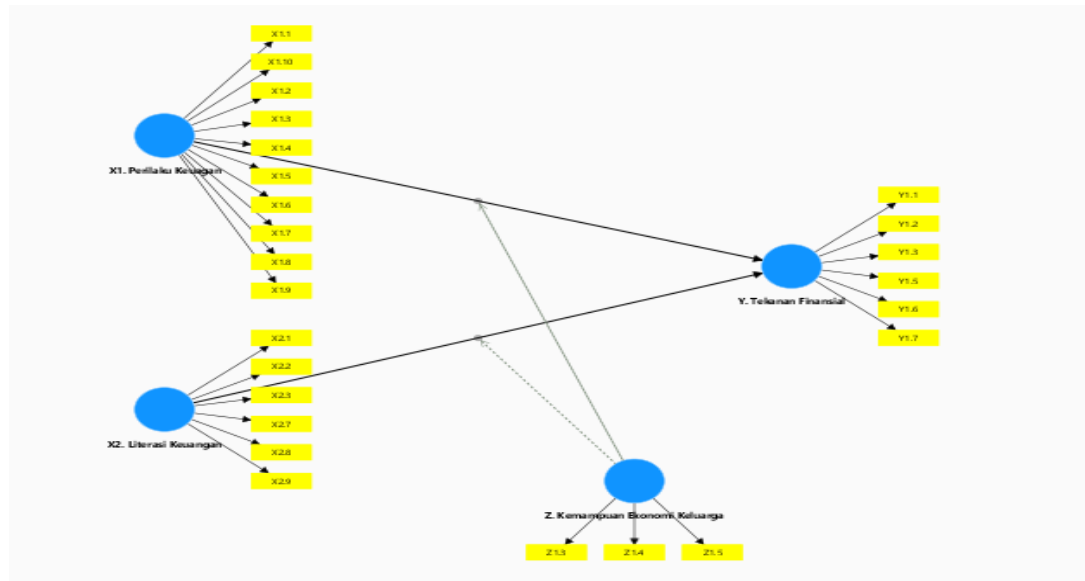 X1.1
X1.10
X1.2
X1.3
X1.4
X1.5
X1.6
X1.7
X1.8
X1.9
X1. Perilaku Keuagan
X2.1
X2.2
X2.3
X2.7
X2.8
X2.9
X2. Literasi Keuangan
Y1.1
Y1.2
Y1.3
Y1.5
Y1.6
Y1.7
Y. Tekanan Finansial
Z. Kemampuan Ekonomi Keluarga
Z1.3
Z1.4
Z1.5